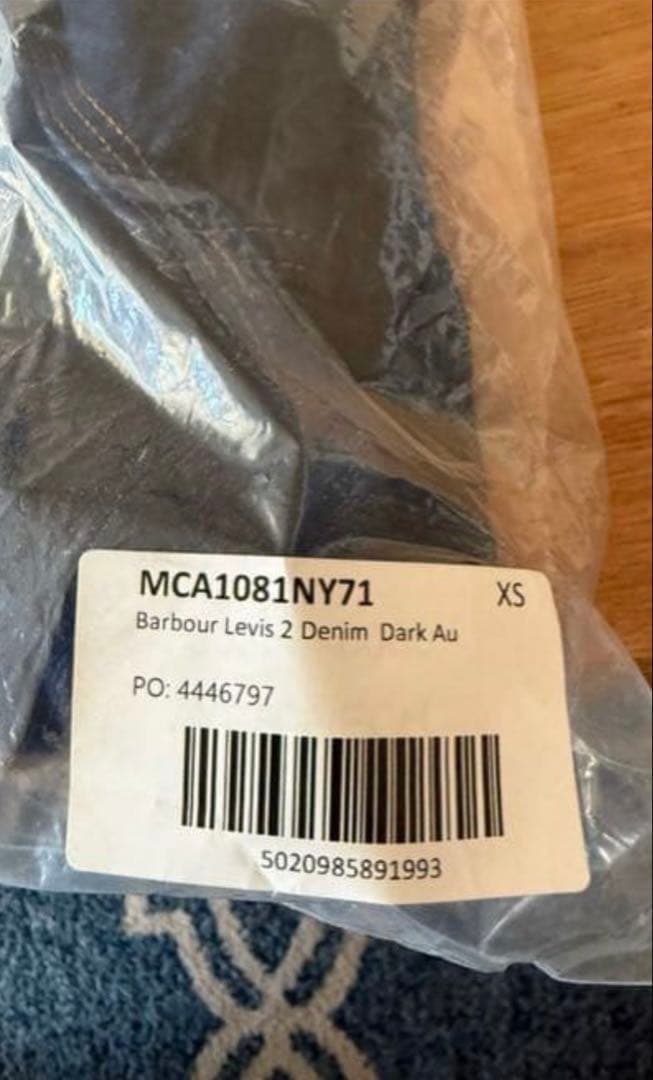 MCA1081NY71 XS
Barbour Levis 2 Denim Dark Au
PO: 4446797
5020985891993